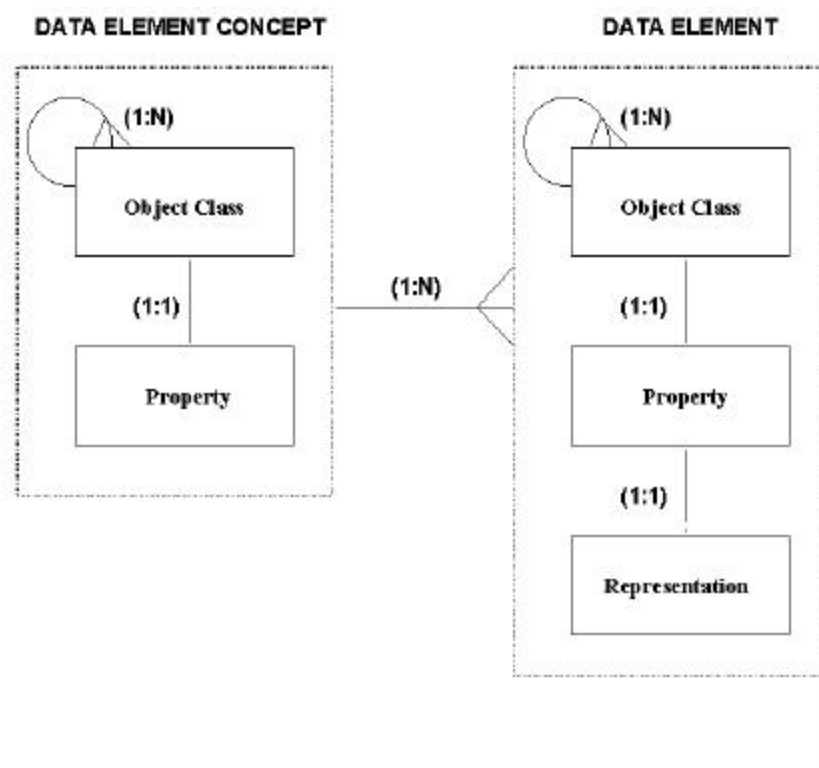 DATA ELEMENT CONCEPT
DATA ELEMENT
(1:N)
Object Class
(1:1)
Property
(1:N)
(1:N)
Object Class
(1:1)
Property
(1:1)
Representation